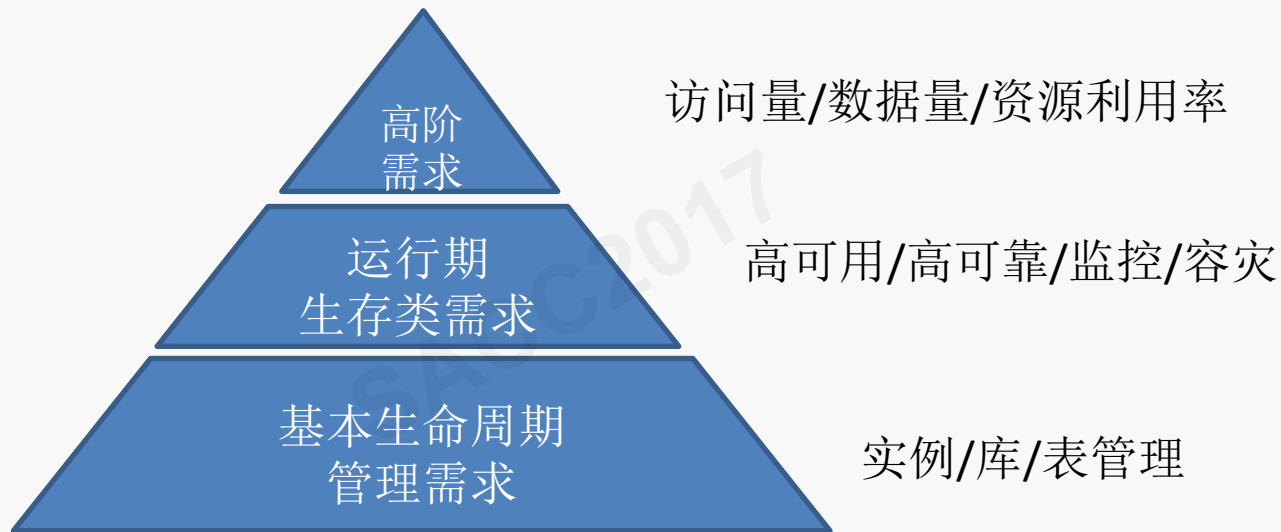 高阶
需求
访问量/数据量/资源利用率
运行期
生存类需求
高可用/高可靠/监控/容灾
基本生命周期
管理需求
实例/库/表管理
SACC2017